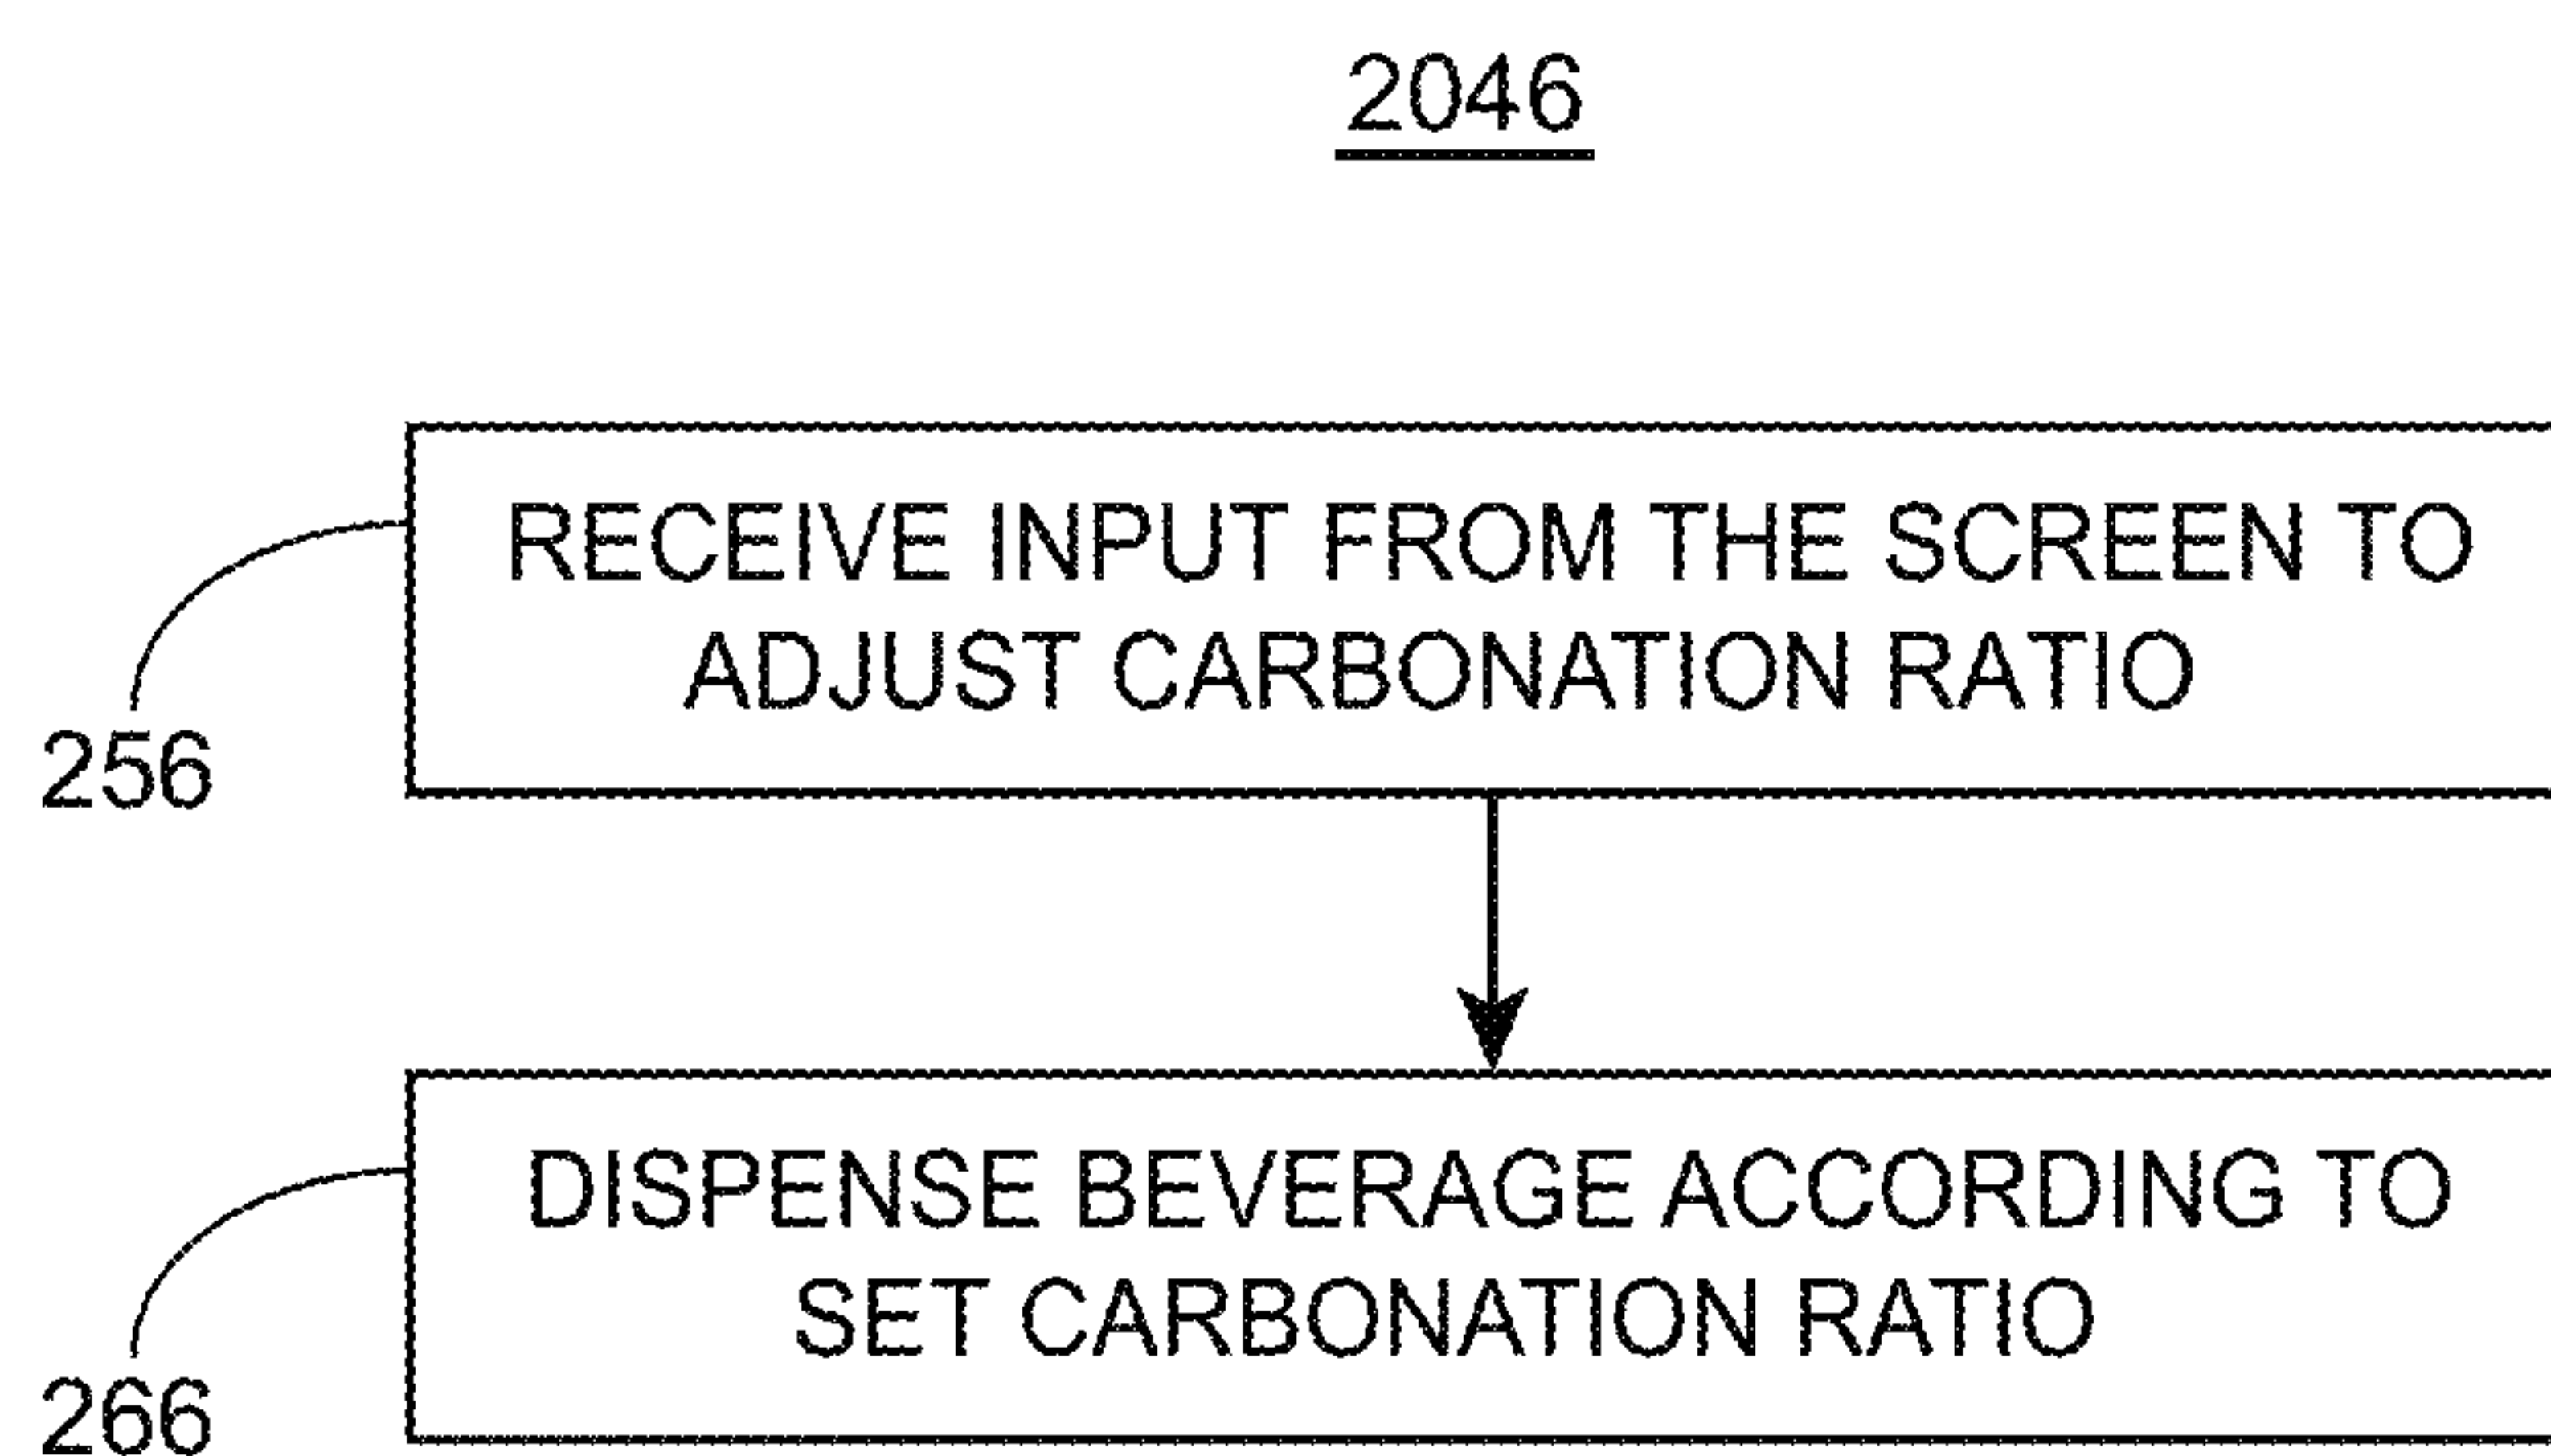 2046
RECEIVE INPUT FROM THE SCREEN TO
ADJUST CARBONATION RATIO
256
DISPENSE BEVERAGE ACCORDING TO
SET CARBONATION RATIO
266